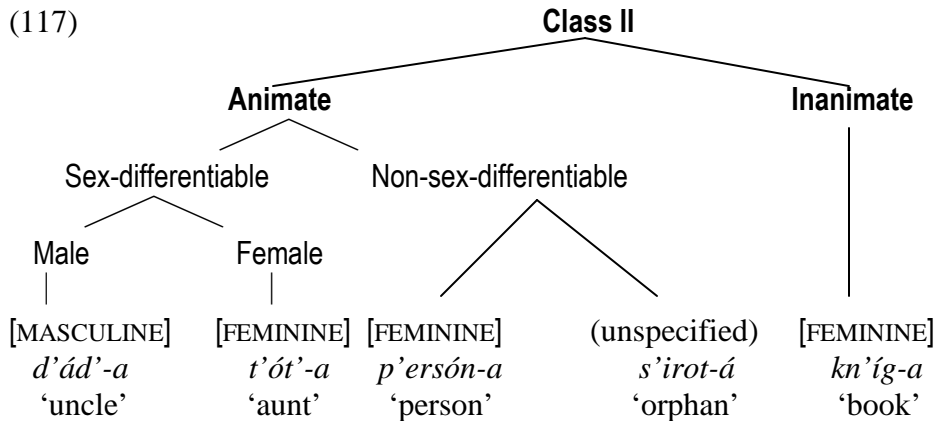 (117) Class II
Animate Inanimate
Sex-differentiable Non-sex-differentiable
Male Female
[MASCULINE] [FEMININE] [FEMININE] (unspecified) [FEMININE]
d’ád’-a t’ót’-a p’ersón-a s’irot-á kn’íg-a
‘uncle’ ‘aunt’ ‘person’ ‘orphan’ ‘book’